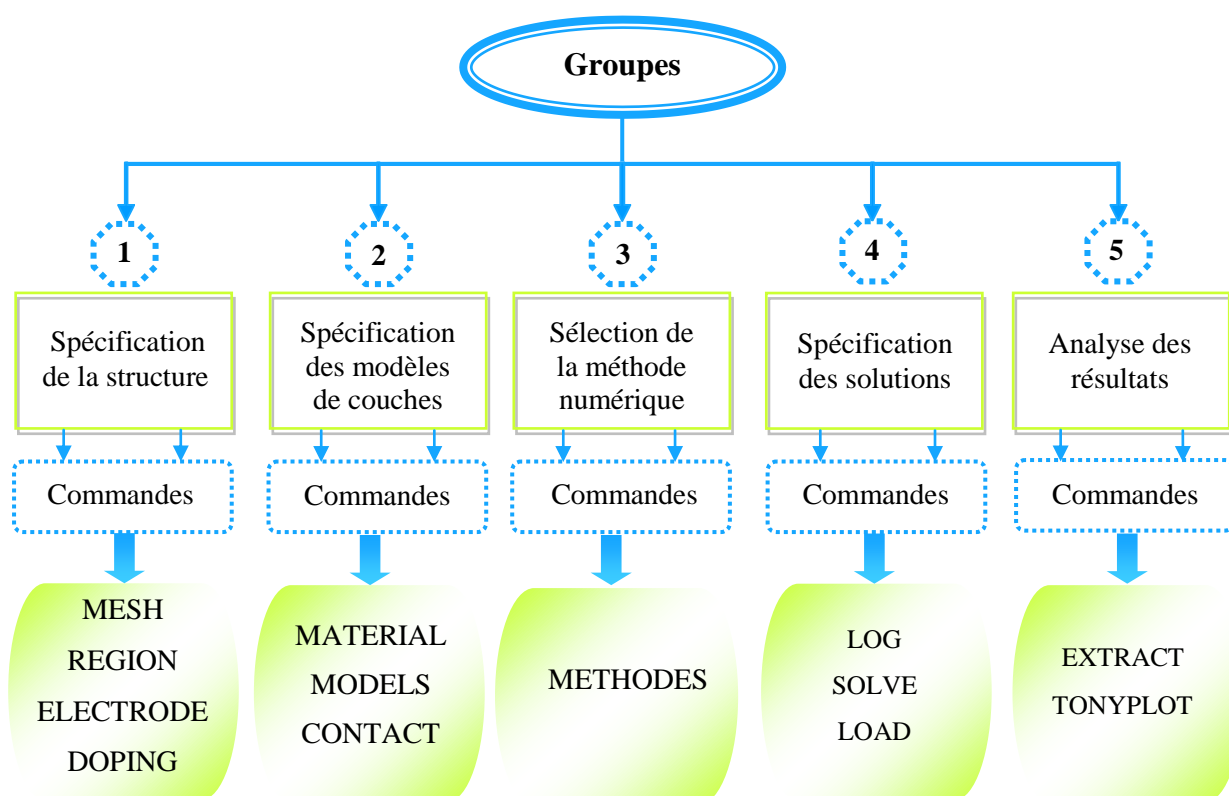 Groupes
1
Spécification
de la structure
Commandes
MESH
REGION
ELECTRODE
DOPING
2
Spécification
des modèles
de couches
Commandes
MATERIAL
MODELS
CONTACT
3
Sélection de
la méthode
numérique
Commandes
METHODES
4
Spécification
des solutions
Commandes
LOG
SOLVE
LOAD
5
Analyse des
résultats
Commandes
EXTRACT
TONYPLOT